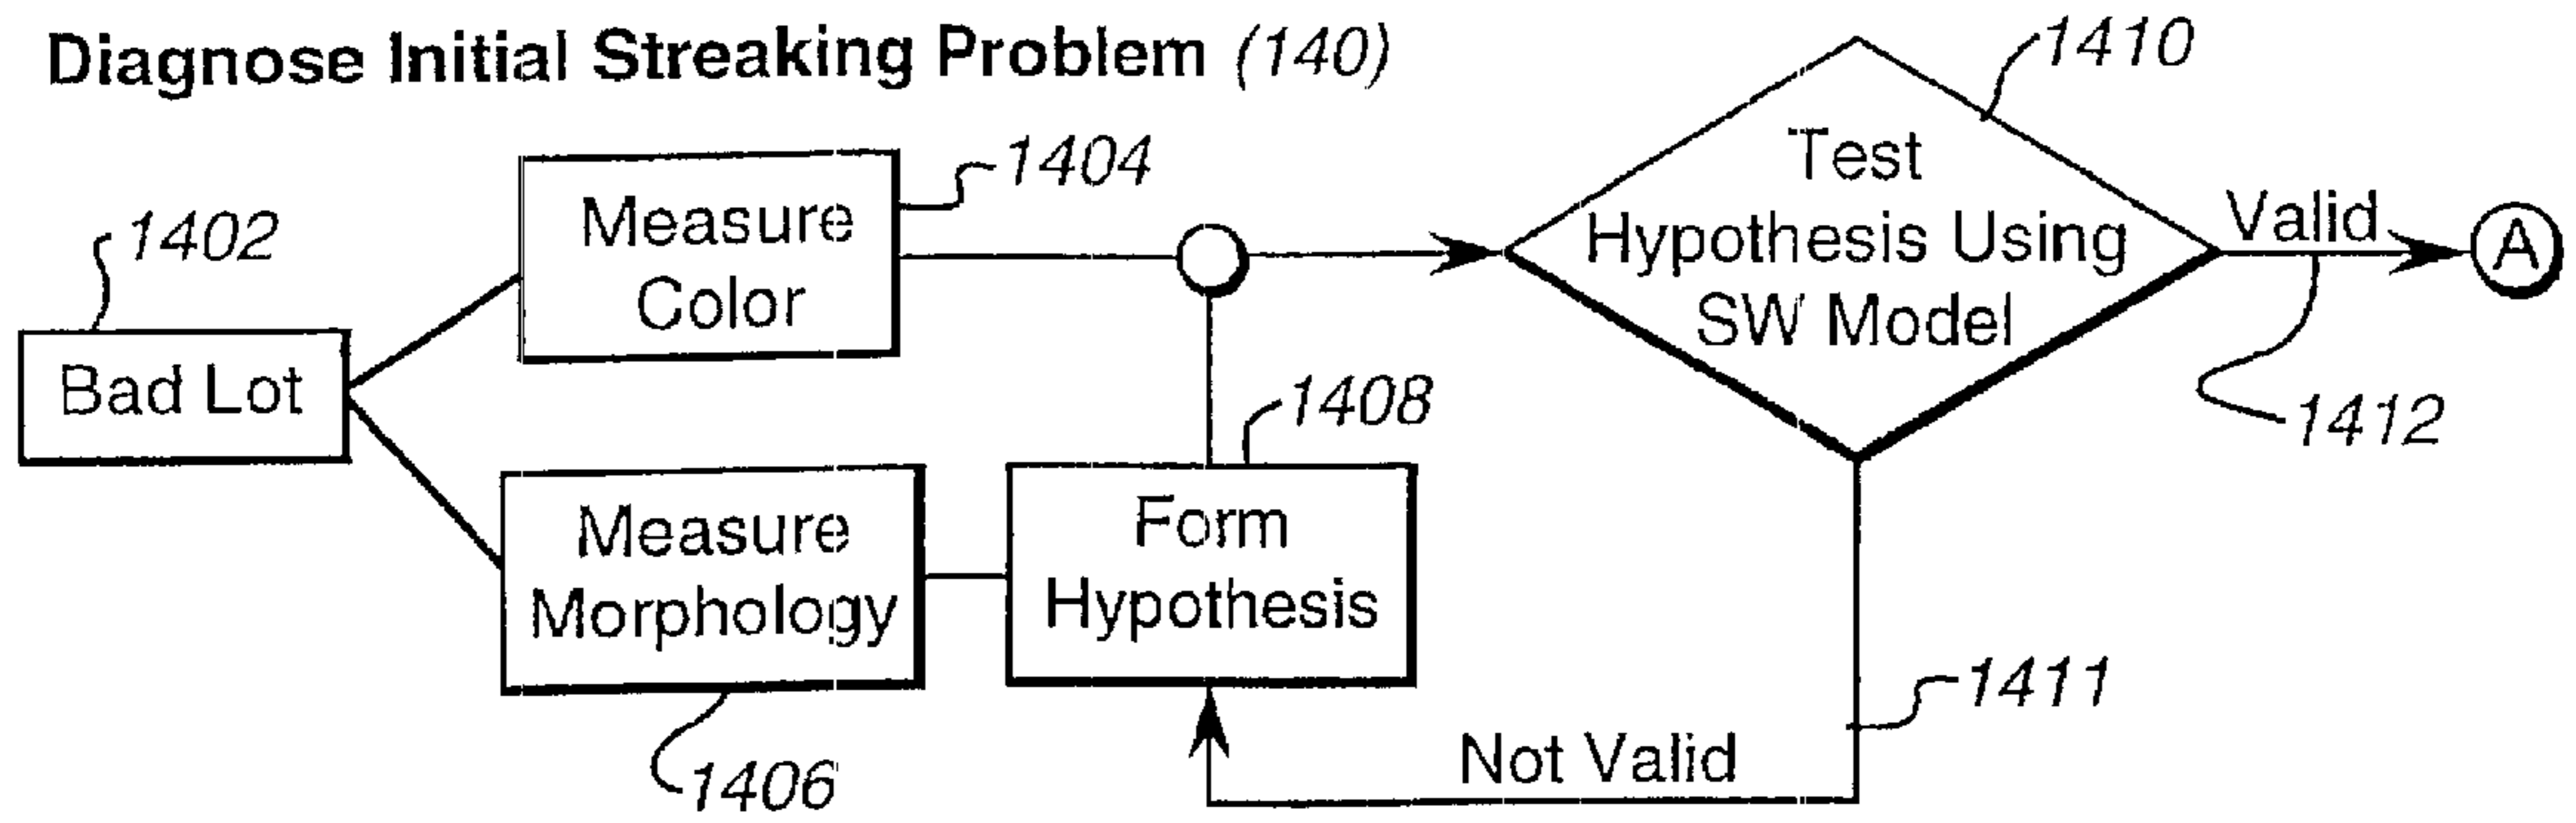 Diagnose Initial Streaking Problem (140)
1410
1404
Measure
Color
Test
Hypothesis Using
SW Model
Valid
A
1402
Bad Lot
1408
1412
Measure
Morphology
Form
Hypothesis
1406
Not Valid
1411